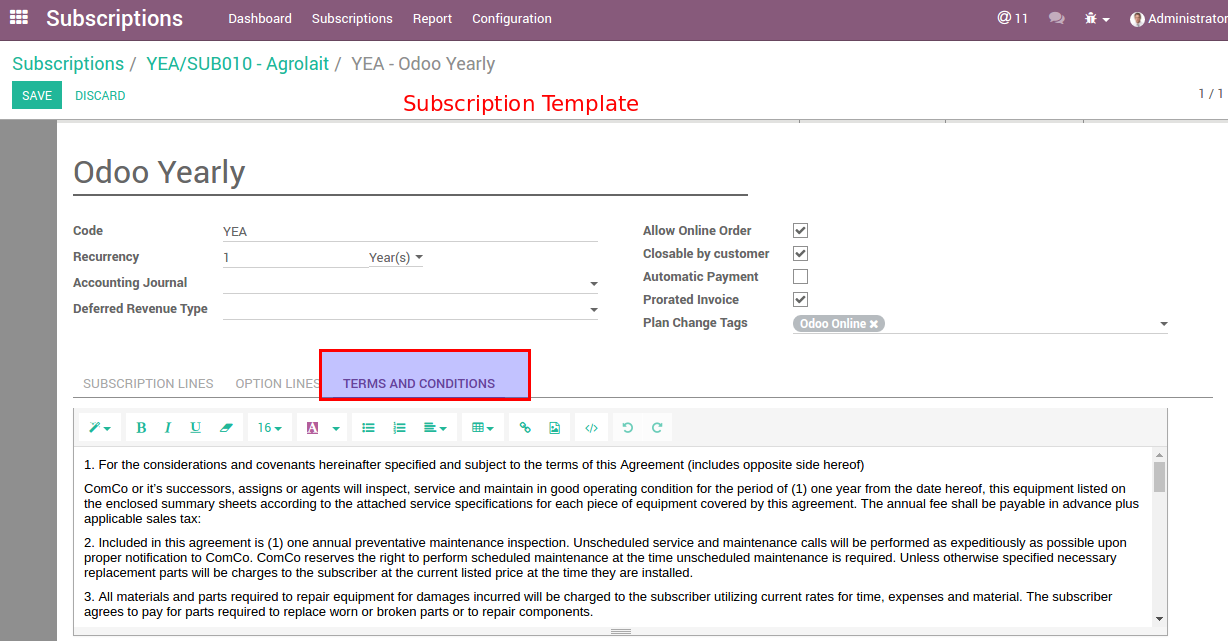 Subscriptions Dashboard Subscriptions Report Configuration @ 11 Administrator
Subscriptions / YEA/SUB010 - Agrolait / YEA - Odoo Yearly
SAVE DISCARD 1 / 1
Subscription Template
Odoo Yearly
Code YEA Allow Online Order
Recurrency 1 Year(s) Closable by customer
Accounting Journal Automatic Payment
Deferred Revenue Type Prorated Invoice
Plan Change Tags Odoo Online ✖
SUBSCRIPTION LINES OPTION LINES TERMS AND CONDITIONS
B I U 16 A </>
1. For the considerations and covenants hereinafter specified and subject to the terms of this Agreement (includes opposite side hereof)
ComCo or it's successors, assigns or agents will inspect, service and maintain in good operating condition for the period of (1) one year from the date hereof, this equipment listed on
the enclosed summary sheets according to the attached service specifications for each piece of equipment covered by this agreement. The annual fee shall be payable in advance plus
applicable sales tax:
2. Included in this agreement is (1) one annual preventative maintenance inspection. Unscheduled service and maintenance calls will be performed as expeditiously as possible upon
proper notification to ComCo. ComCo reserves the right to perform scheduled maintenance at the time unscheduled maintenance is required. Unless otherwise specified necessary
replacement parts will be charges to the subscriber at the current listed price at the time they are installed.
3. All materials and parts required to repair equipment for damages incurred will be charged to the subscriber utilizing current rates for time, expenses and material. The subscriber
agrees to pay for parts required to replace worn or broken parts or to repair components.